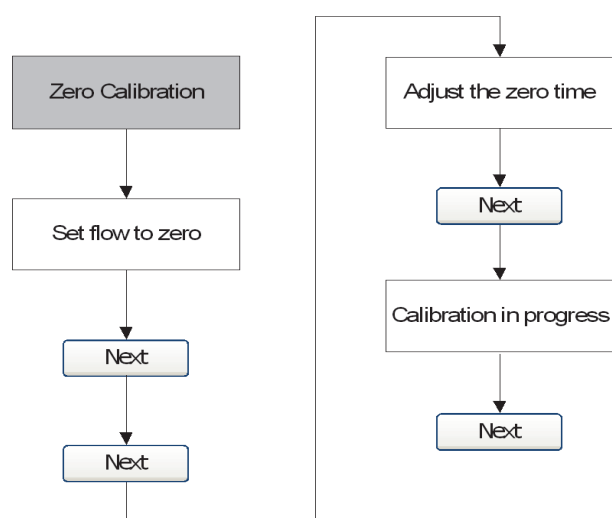 Zero Calibration
Set flow to zero
Next
Next
Adjust the zero time
Next
Calibration in progress
Next